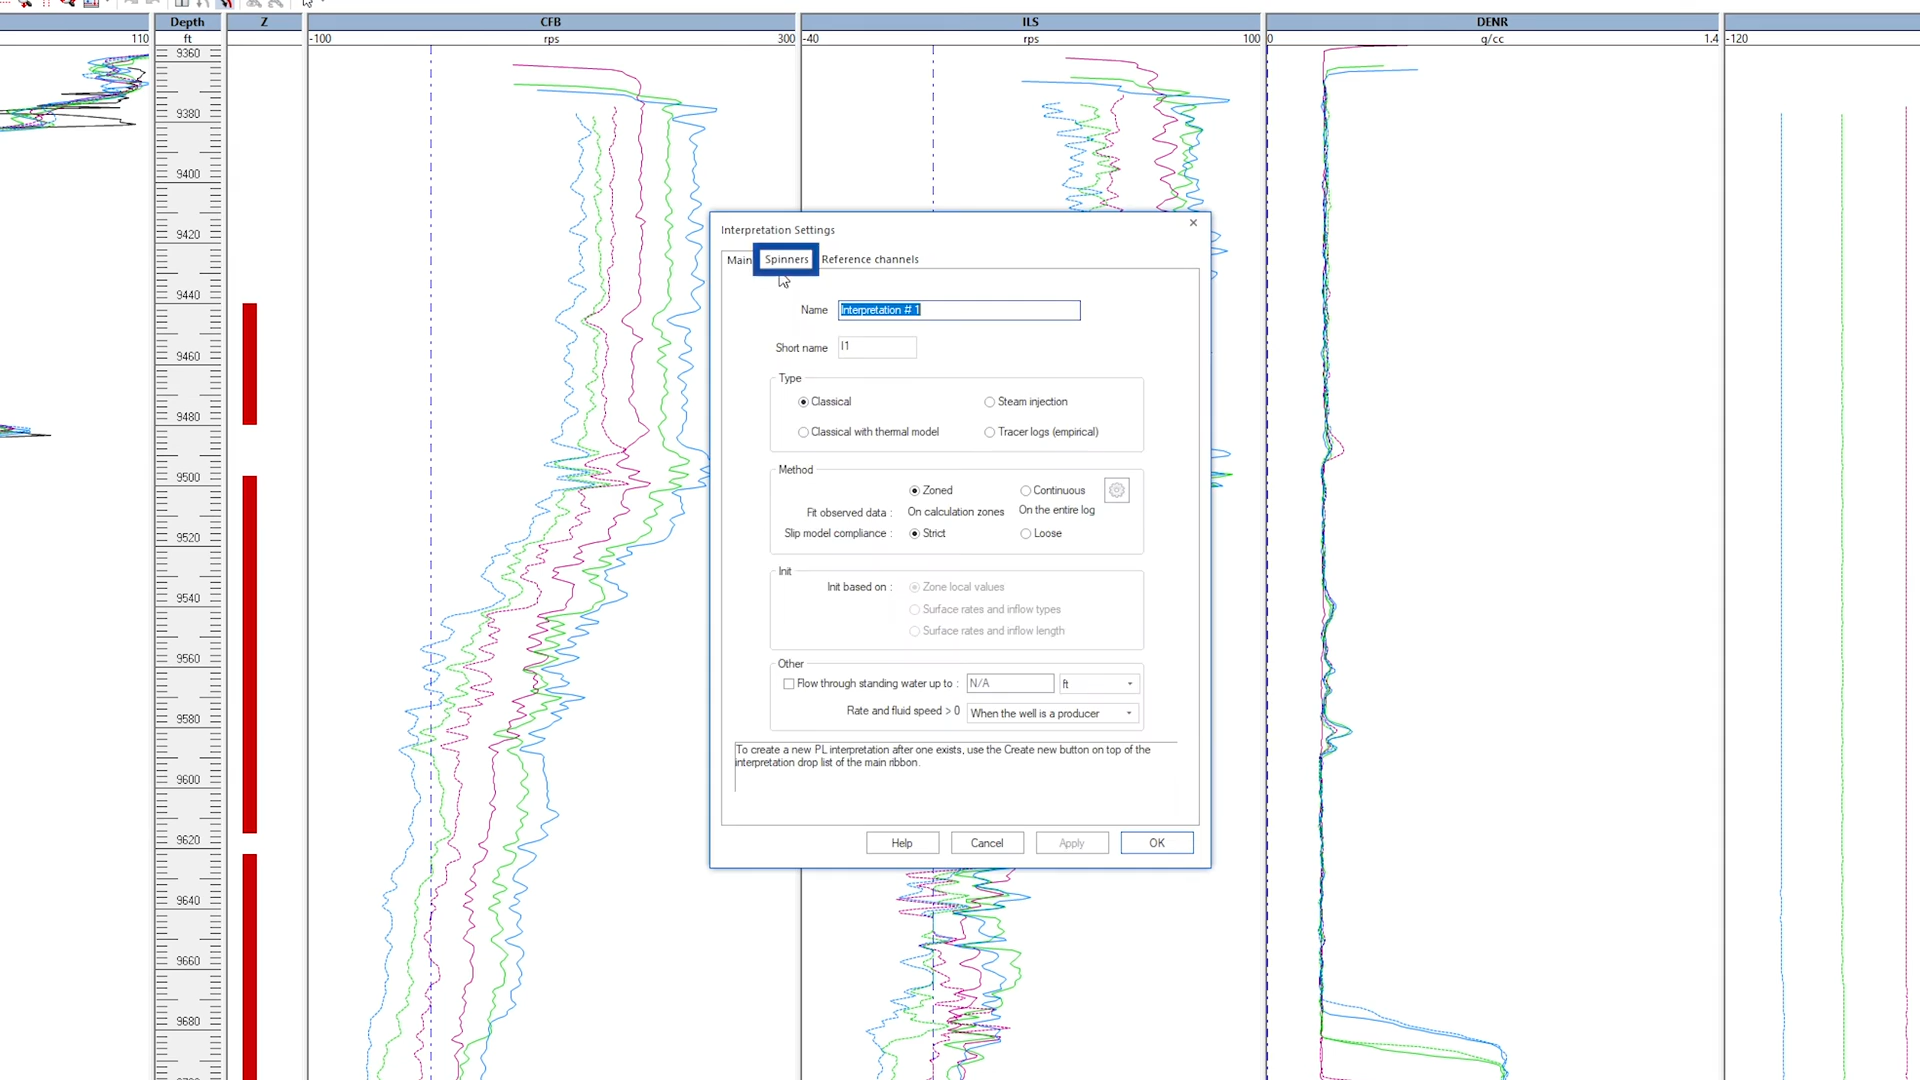 Depth Z CFB ILS DENR
110 ft -100 rps 300 -40 rps 100 0 g/cc 1.4 -120
9360
9380
9400
9420
9440
9460
9480
9500
9520
9540
9560
9580
9600
9620
9640
9660
9680
Interpretation Settings
Main Spinners Reference channels
Name Interpretation # 1
Short name I1
Type
Classical Steam injection
Classical with thermal model Tracer logs (empirical)
Method
Zoned Continuous
Fit observed data : On calculation zones On the entire log
Slip model compliance : Strict Loose
Init
Init based on : Zone local values
Surface rates and inflow types
Surface rates and inflow length
Other
Flow through standing water up to : N/A ft
Rate and fluid speed > 0 When the well is a producer
To create a new PL interpretation after one exists, use the Create new button on top of the
interpretation drop list of the main ribbon.
Help Cancel Apply OK